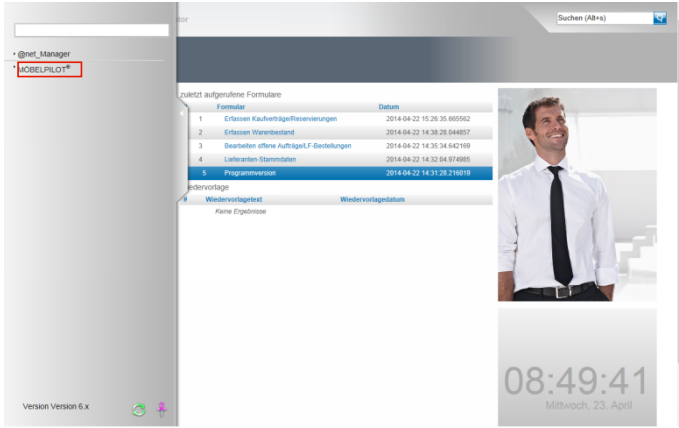 tor
Suchen (Alt+s)
@net_Manager
MÖBELPILOT®
zuletzt aufgerufene Formulare
Formular Datum
1 Erfassen Kaufverträge/Reservierungen 2014-04-22 15:26:35.865562
2 Erfassen Warenbestand 2014-04-22 14:38:28.044857
3 Bearbeiten offene Aufträge/LF-Bestellungen 2014-04-22 14:35:34.642169
4 Lieferanten-Stammdaten 2014-04-22 14:32:04.974985
5 Programmversion 2014-04-22 14:31:28.216019
edervorlage
# Wiedervorlagetext Wiedervorlagedatum
Keine Ergebnisse
08:49:41
Mittwoch, 23. April
Version Version 6.x